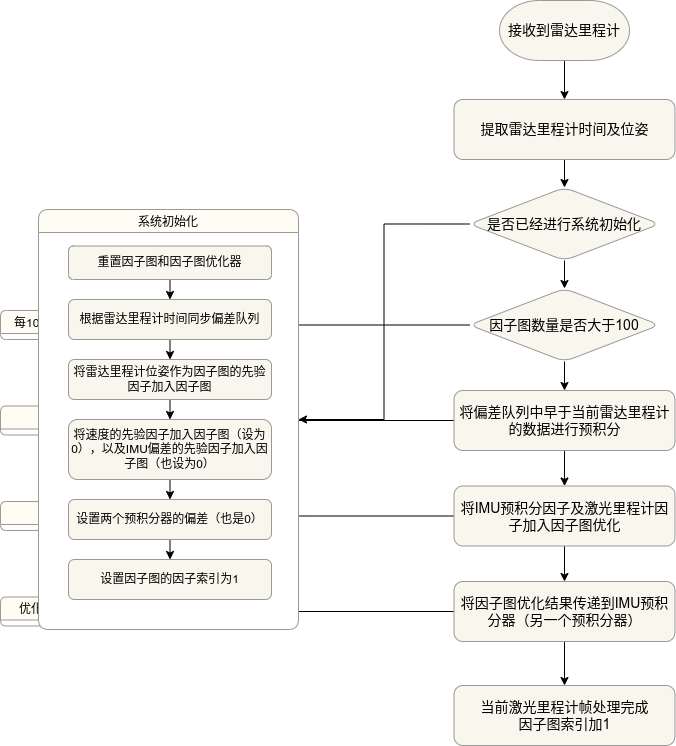 接收到雷达里程计
提取雷达里程计时间及位姿
是否已经进行系统初始化
因子图数量是否大于100
将偏差队列中早于当前雷达里程计
的数据进行预积分
将IMU预积分因子及激光里程计因
子加入因子图优化
将因子图优化结果传递到IMU预积
分器（另一个预积分器）
当前激光里程计帧处理完成
因子图索引加1
系统初始化
重置因子图和因子图优化器
根据雷达里程计时间同步偏差队列
将雷达里程计位姿作为因子图的先验
因子加入因子图
将速度的先验因子加入因子图（设为
0），以及IMU偏差的先验因子加入因
子图（也设为0）
设置两个预积分器的偏差（也是0）
设置因子图的因子索引为1
每10
优化